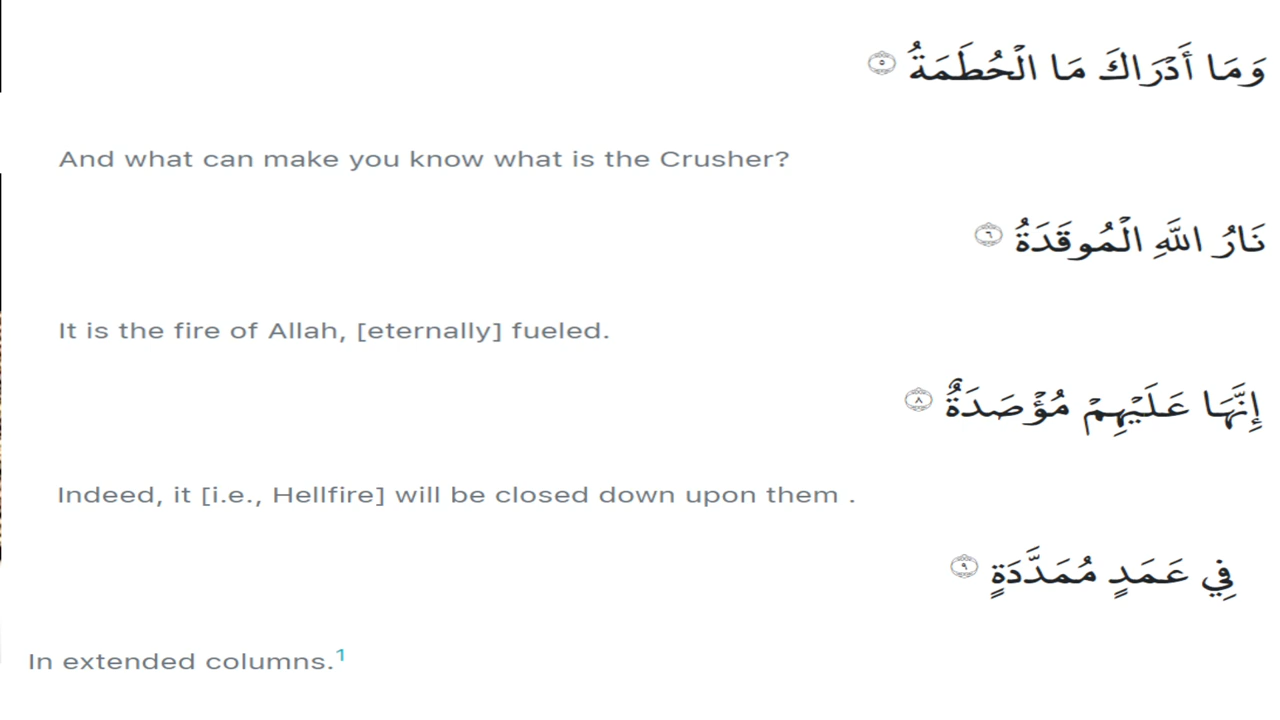 وَمَا أَدْرَاكَ مَا الْحُطَمَةُ ٥
And what can make you know what is the Crusher?
نَارُ اللَّهِ الْمُوقَدَةُ ٦
It is the fire of Allah, [eternally] fueled.
إِنَّهَا عَلَيْهِمْ مُؤْصَدَةٌ ٨
Indeed, it [i.e., Hellfire] will be closed down upon them .
فِي عَمَدٍ مُمَدَّدَةٍ ٩
In extended columns.1